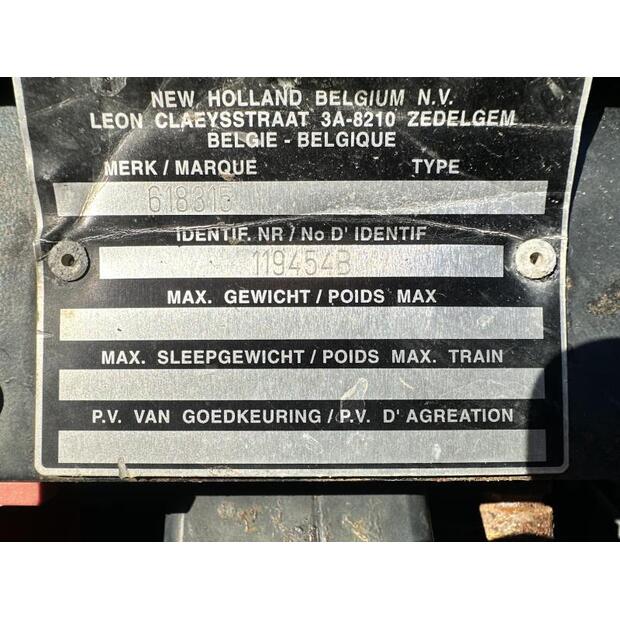 NEW HOLLAND BELGIUM N.V.
LEON CLAEYSSTRAAT 3A-8210 ZEDELGEM
BELGIE - BELGIQUE
MERK / MARQUE TYPE
618315
IDENTIF. NR / No D' IDENTIF
119454B
MAX. GEWICHT / POIDS MAX
MAX. SLEEPGEWICHT / POIDS MAX. TRAIN
P.V. VAN GOEDKEURING / P.V. D' AGREATION